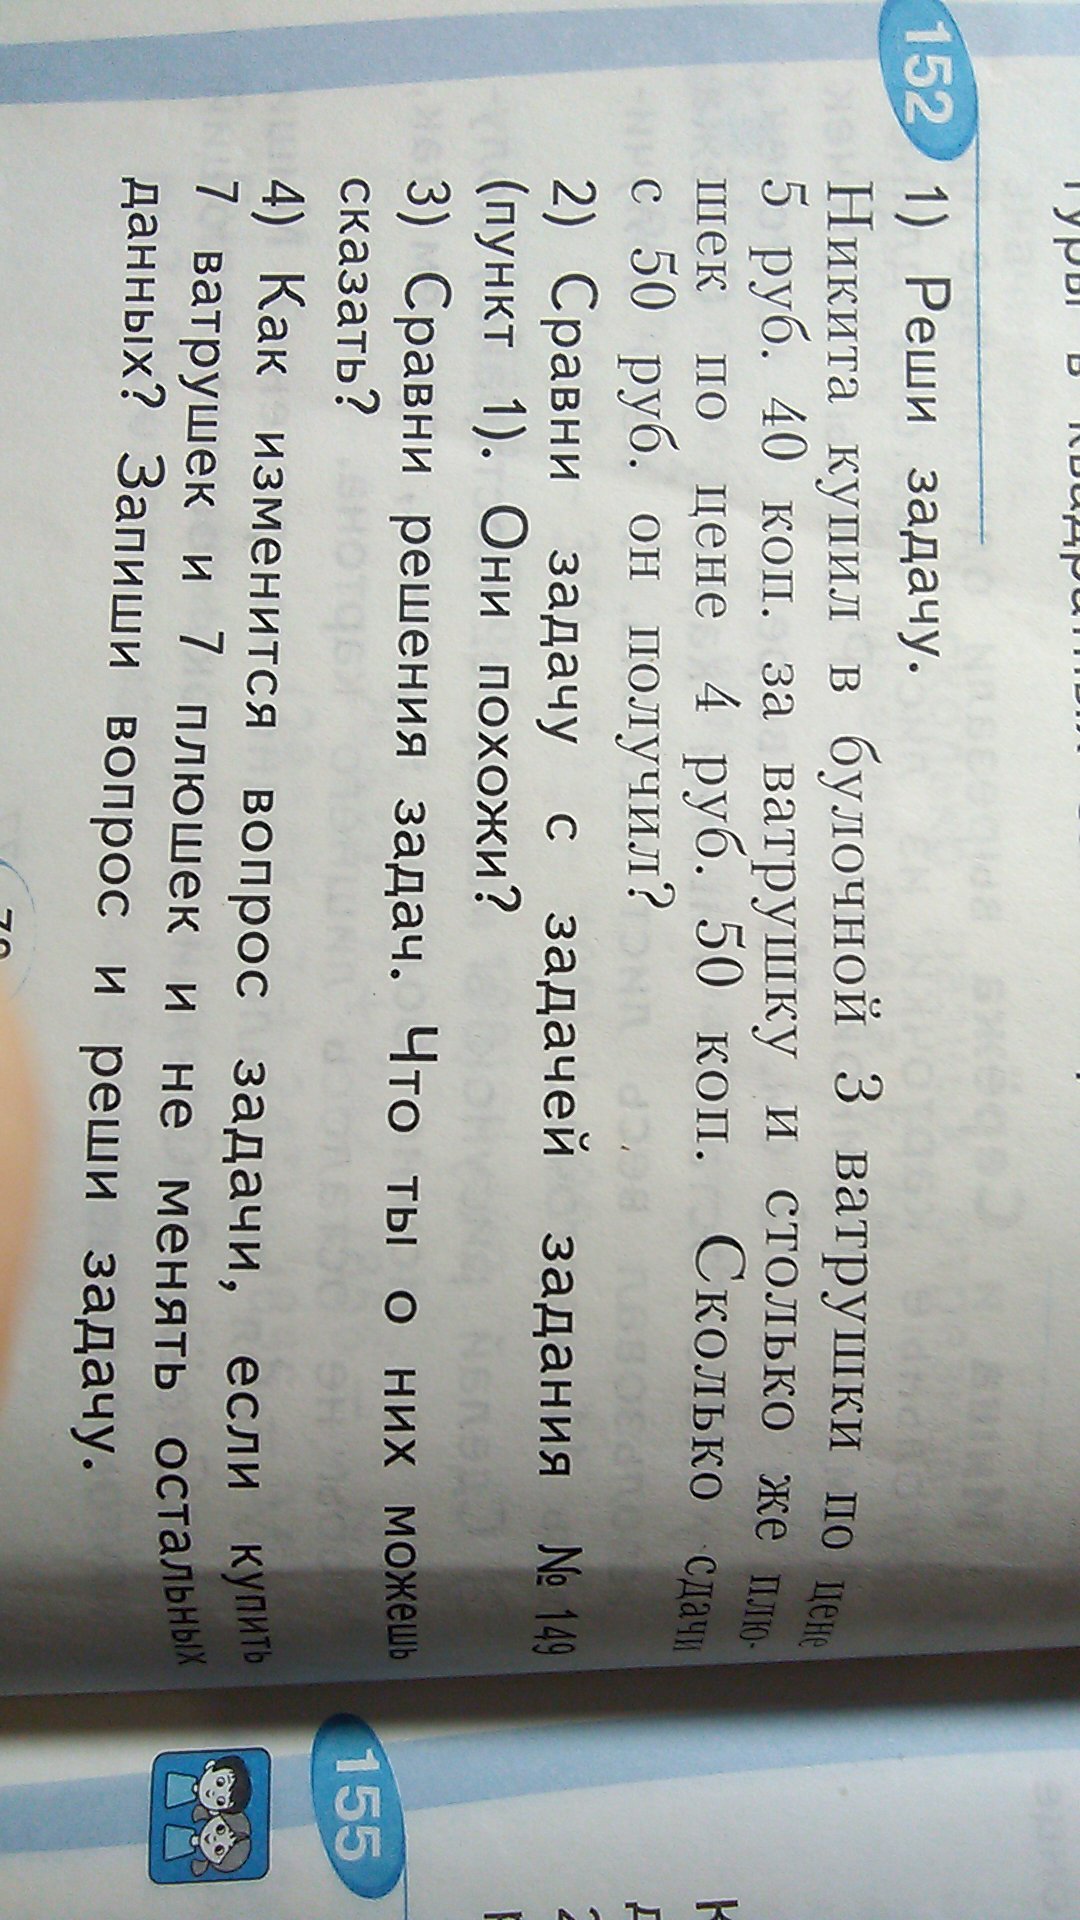 152
1) Реши задачу.
Никита купил в булочной 3 ватрушки по цене
5 руб. 40 коп. за ватрушку и столько же плю-
шек по цене 4 руб. 50 коп. Сколько сдачи
с 50 руб. он получил?
2) Сравни задачу с задачей задания № 149
(пункт 1). Они похожи?
3) Сравни решения задач. Что ты о них можешь
сказать?
4) Как изменится вопрос задачи, если купить
7 ватрушек и 7 плюшек и не менять остальных
данных? Запиши вопрос и реши задачу.
155